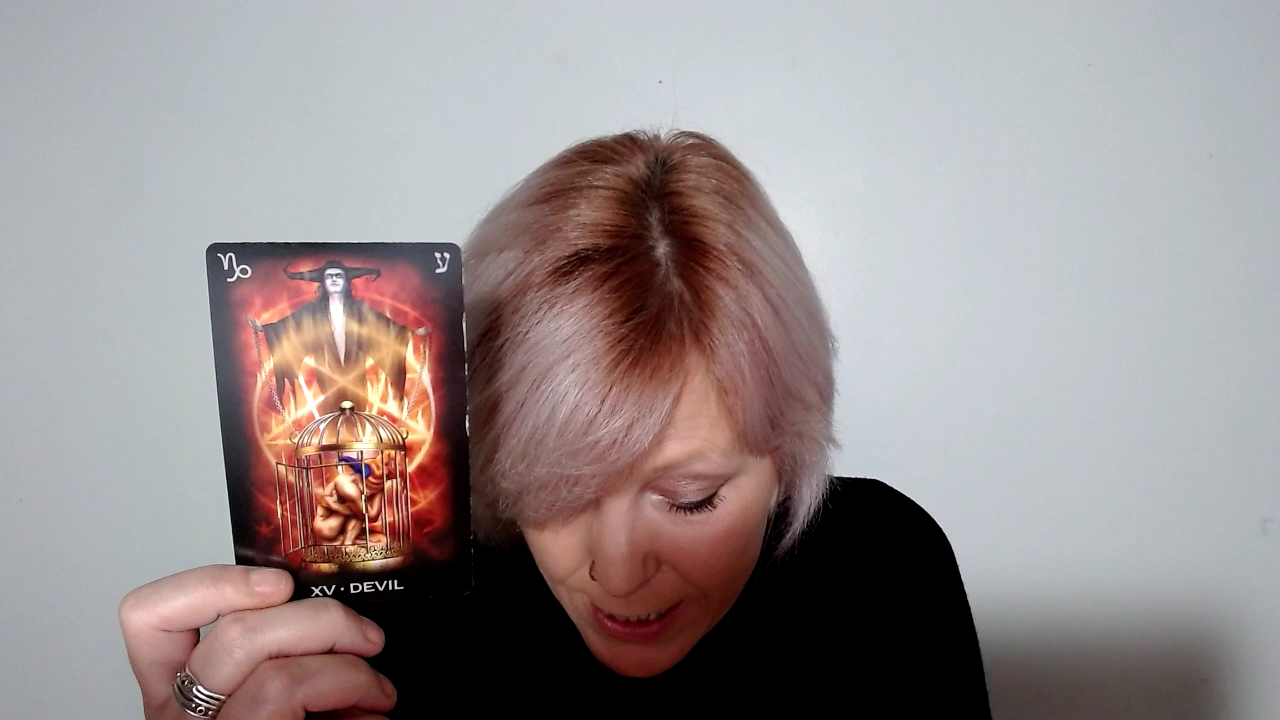 ♑︎ ע
XV · DEVIL